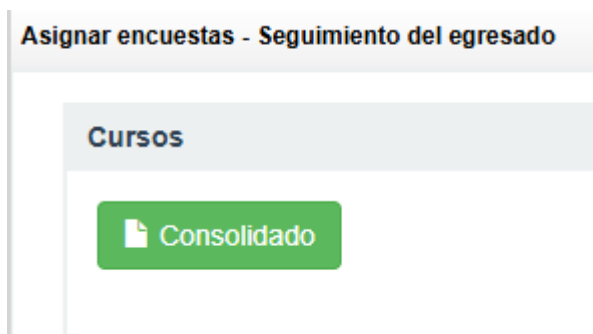 Asignar encuestas - Seguimiento del egresado
Cursos
Consolidado